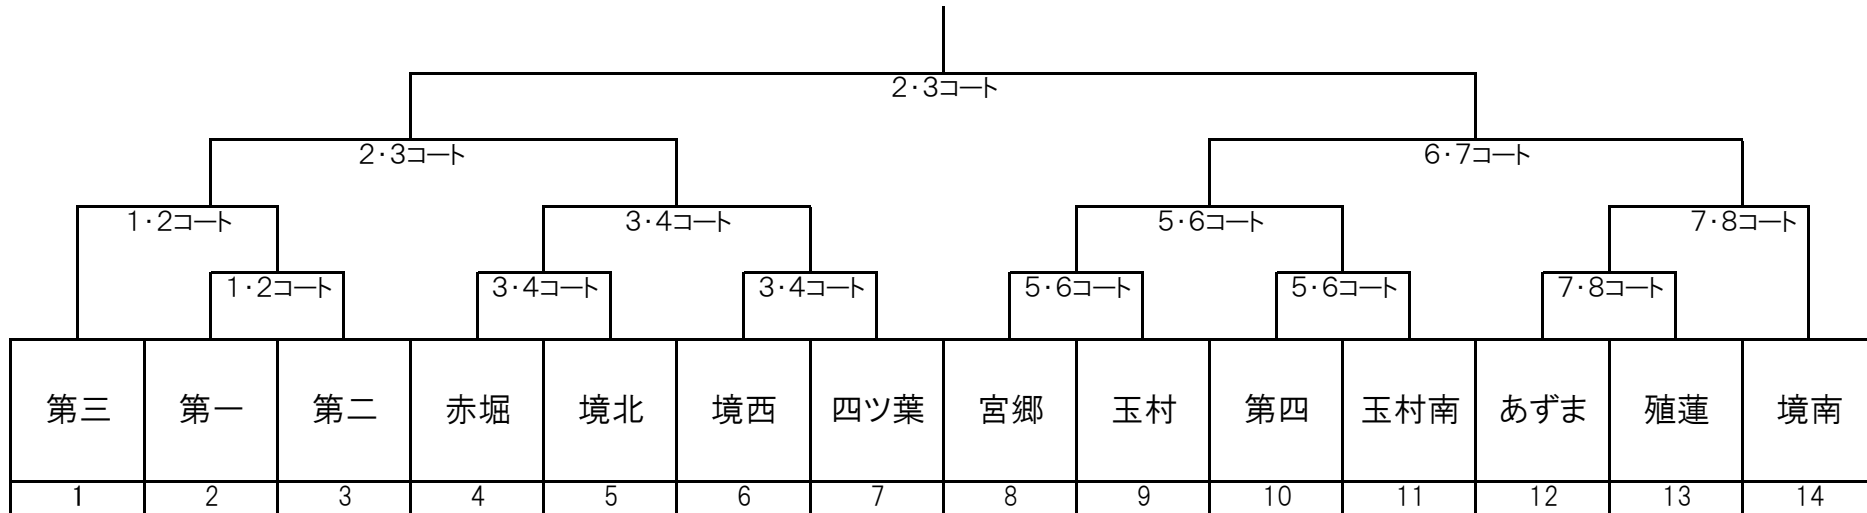 2・3コート
2・3コート
6・7コート
1・2コート
3・4コート
5・6コート
7・8コート
1・2コート
3・4コート
3・4コート
5・6コート
5・6コート
7・8コート
第三
第一
第二
赤堀
境北
境西
四ツ葉
宮郷
玉村
第四
玉村南
あずま
殖蓮
境南
1
2
3
4
5
6
7
8
9
10
11
12
13
14